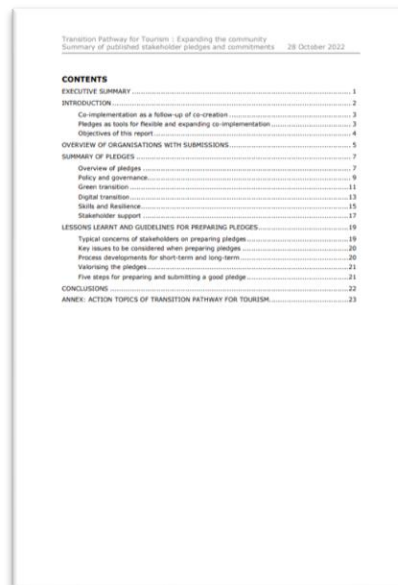 Transition Pathway for Tourism : Expanding the community
Summary of published stakeholder pledges and commitments 28 October 2022
CONTENTS
EXECUTIVE SUMMARY ........ 1
INTRODUCTION ........ 2
Co-implementation as a follow-up of co-creation ........ 3
Pledges as tools for flexible and expanding co-implementation ........ 3
Objectives of this report ........ 4
OVERVIEW OF ORGANISATIONS WITH SUBMISSIONS ........ 5
SUMMARY OF PLEDGES ........ 7
Overview of pledges ........ 7
Policy and governance ........ 9
Green transition ........ 11
Digital transition ........ 13
Skills and Resilience ........ 15
Stakeholder support ........ 17
LESSONS LEARNT AND GUIDELINES FOR PREPARING PLEDGES ........ 19
Typical concerns of stakeholders on preparing pledges ........ 19
Key issues to be considered when preparing pledges ........ 20
Process developments for short-term and long-term ........ 20
Valorising the pledges ........ 21
Five steps for preparing and submitting a good pledge ........ 21
CONCLUSIONS ........ 22
ANNEX: ACTION TOPICS OF TRANSITION PATHWAY FOR TOURISM ........ 23